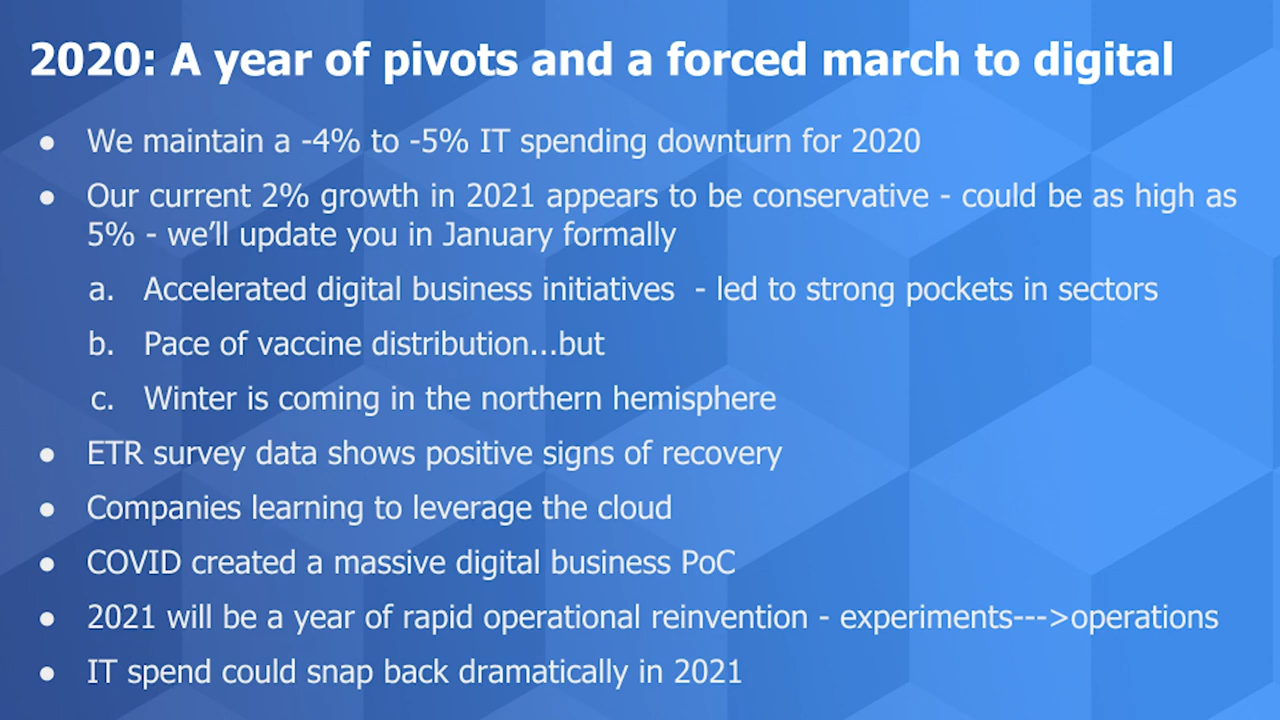 2020: A year of pivots and a forced march to digital
● We maintain a -4% to -5% IT spending downturn for 2020
● Our current 2% growth in 2021 appears to be conservative - could be as high as
5% - we’ll update you in January formally
a. Accelerated digital business initiatives  - led to strong pockets in sectors
b. Pace of vaccine distribution...but
c. Winter is coming in the northern hemisphere
● ETR survey data shows positive signs of recovery
● Companies learning to leverage the cloud
● COVID created a massive digital business PoC
● 2021 will be a year of rapid operational reinvention - experiments--->operations
● IT spend could snap back dramatically in 2021